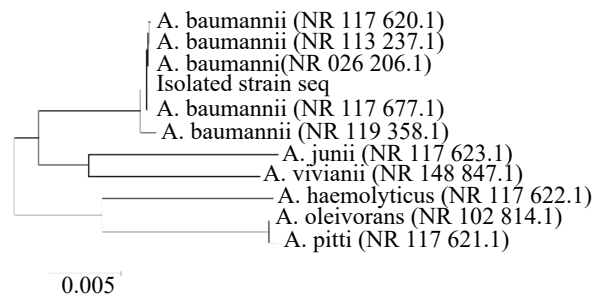 A. baumannii (NR 117 620.1)
A. baumannii (NR 113 237.1)
A. baumanni(NR 026 206.1)
Isolated strain seq
A. baumannii (NR 117 677.1)
A. baumannii (NR 119 358.1)
A. junii (NR 117 623.1)
A. vivianii (NR 148 847.1)
A. haemolyticus (NR 117 622.1)
A. oleivorans (NR 102 814.1)
A. pitti (NR 117 621.1)
0.005